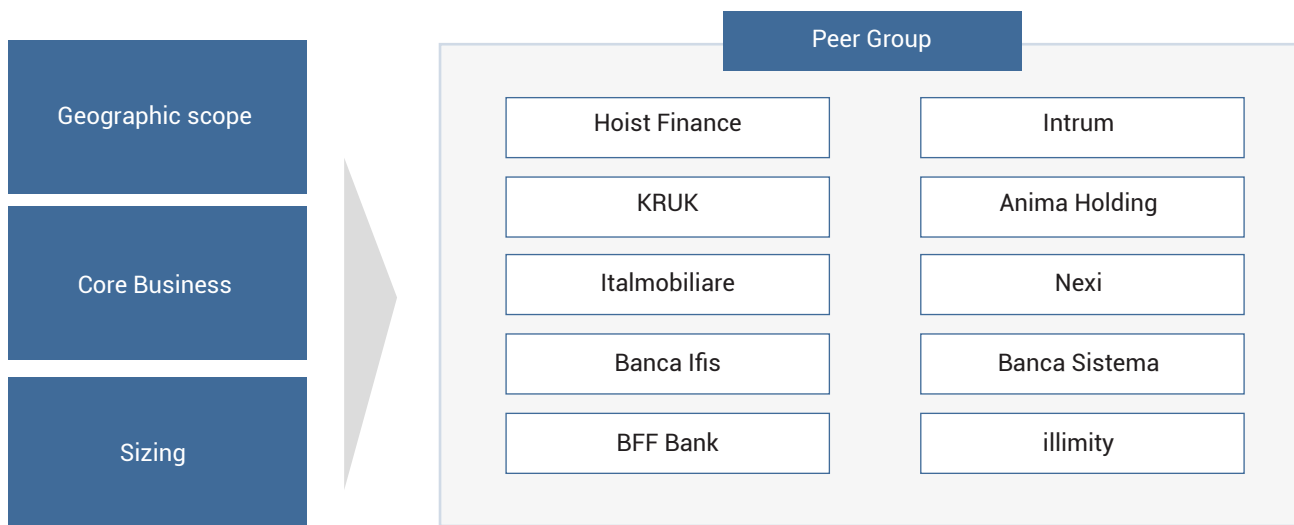 Geographic scope
Core Business
Sizing
Peer Group
Hoist Finance
Intrum
KRUK
Anima Holding
Italmobiliare
Nexi
Banca Ifis
Banca Sistema
BFF Bank
illimity